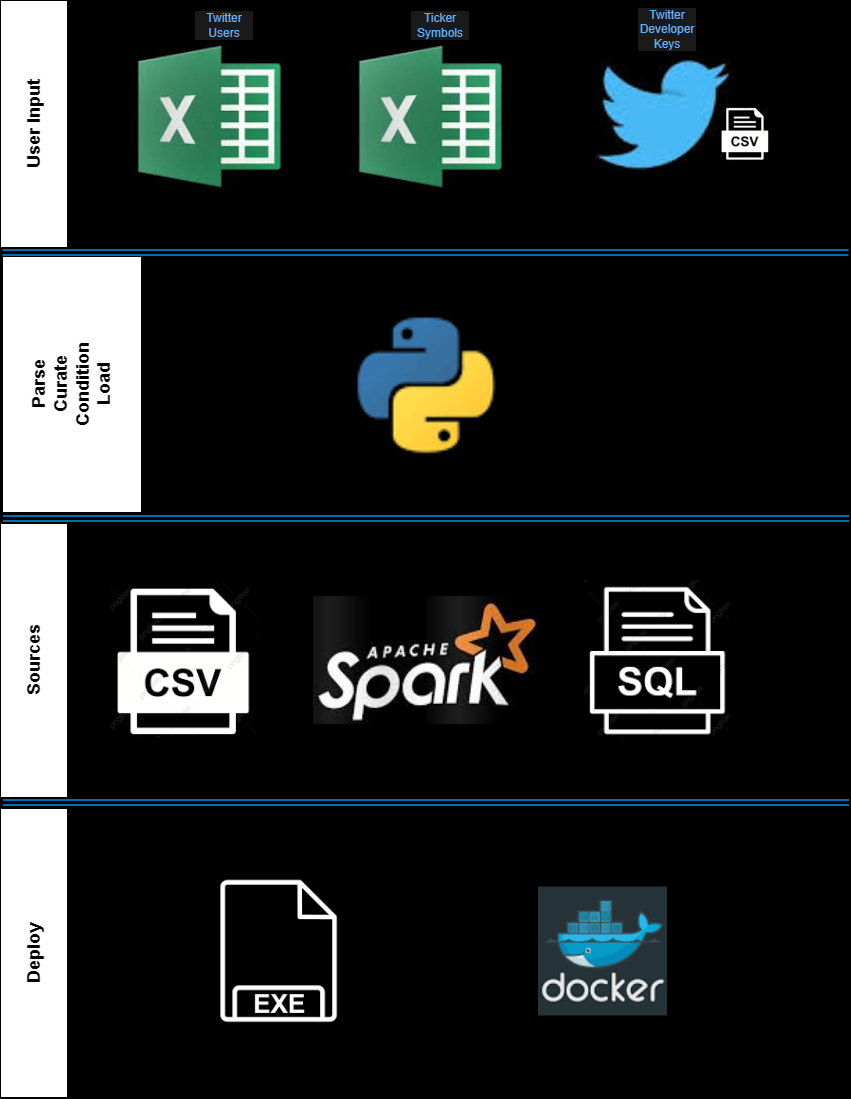 Twitter
Users
Ticker
Symbols
Twitter
Developer
Keys
User Input
X
X
CSV
Parse
Curate
Condition
Load
Sources
CSV
APACHE
Spark
SQL
Deploy
EXE
docker